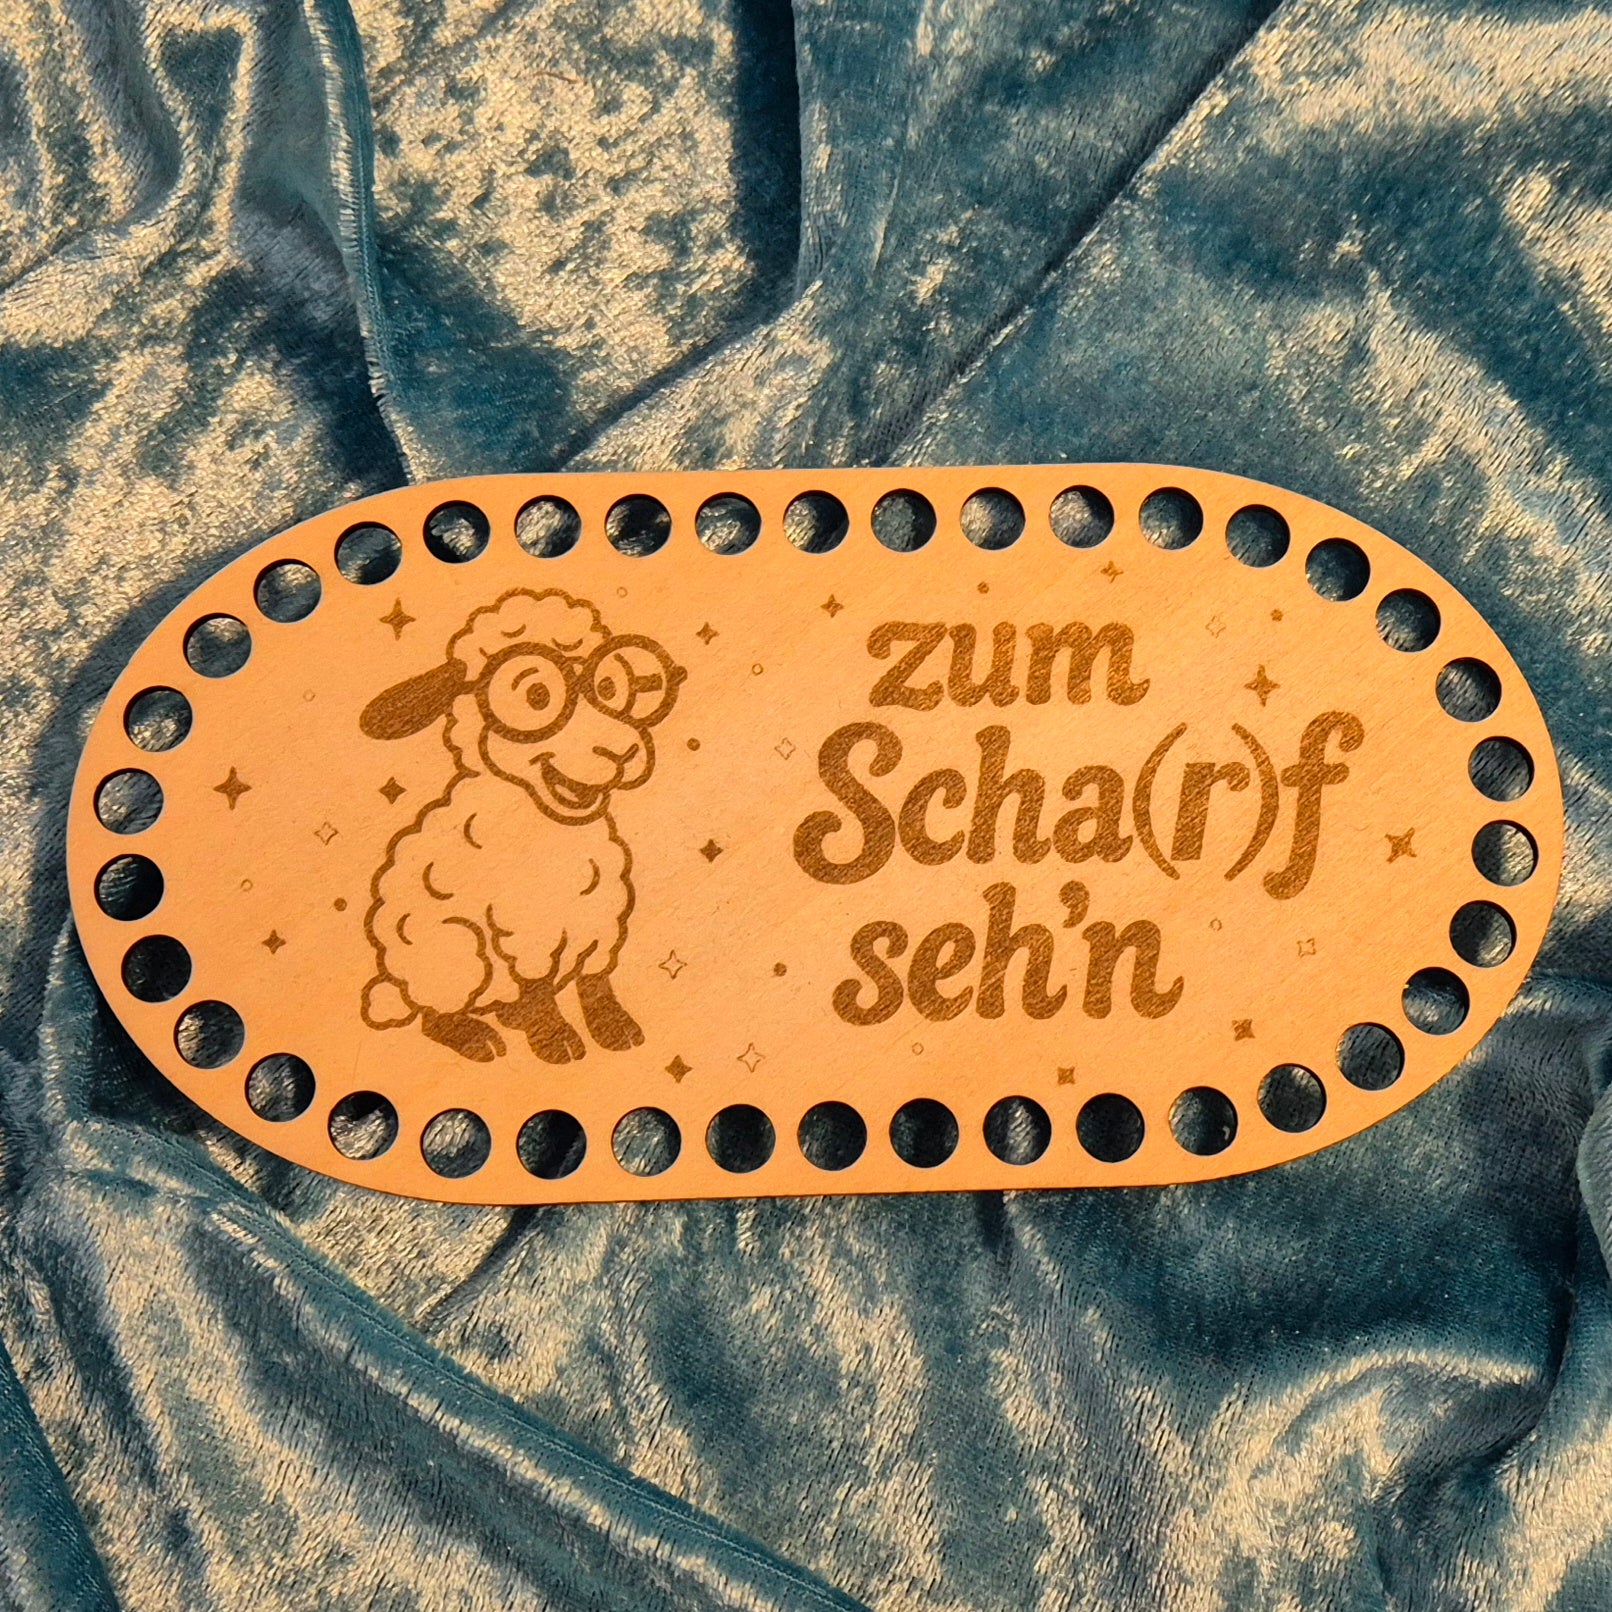 zum
Scha(r)f
seh'n